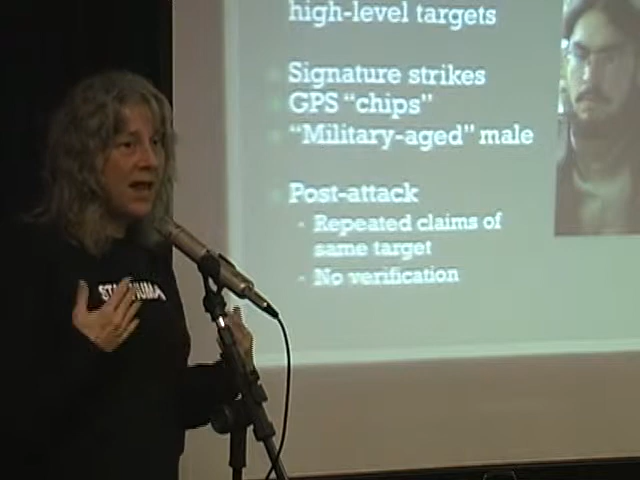 high-level targets
Signature strikes
GPS “chips”
“Military-aged” male
Post-attack
- Repeated claims of
same target
- No verification